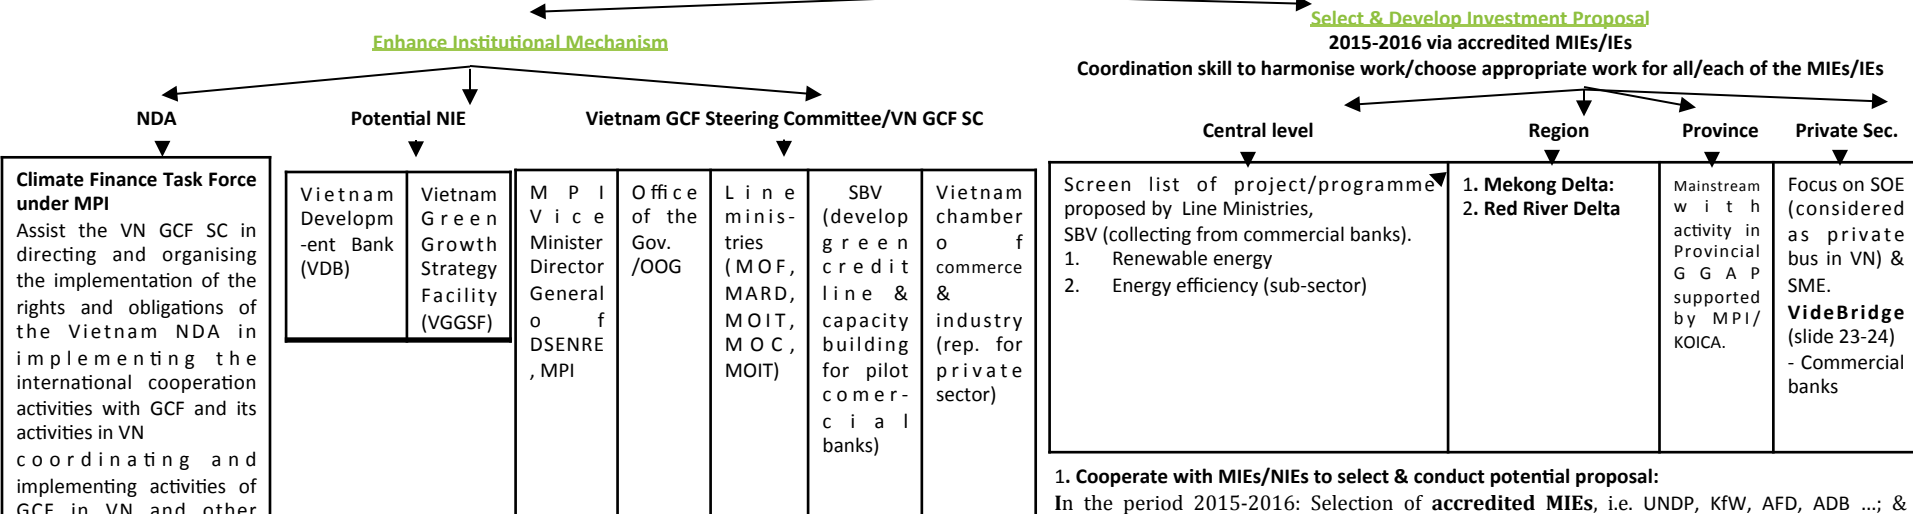 Select & Develop Investment Proposal
Enhance Institutional Mechanism
2015-2016 via accredited MIEs/IEs
Coordination skill to harmonise work/choose appropriate work for all/each of the MIEs/IEs
NDA
Potential NIE
Vietnam GCF Steering Committee/VN GCF SC
Central level
Region
Province
Private Sec.
Climate Finance Task Force
under MPI
Assist the VN GCF SC in
directing and organising
the implementation of the
rights and obligations of
the Vietnam NDA in
implementing the
international cooperation
activities with GCF and its
activities in VN
coordinating and
implementing activities of
GCF in VN and other
Vietnam
Developm
-ent Bank
(VDB)
Vietnam
Green
Growth
Strategy
Facility
(VGGSF)
MPI
Vice
Minister
Director
General
of
DSENRE
, MPI
Office
of the
Gov.
/OOG
Line
minis-
tries
(MOF,
MARD,
MOIT,
MOC,
MOIT)
SBV
(develop
green
credit
line &
capacity
building
for pilot
comer-
cial
banks)
Vietnam
chamber
of
commerce
&
industry
(rep. for
private
sector)
Screen list of project/programme
proposed by Line Ministries,
SBV (collecting from commercial banks).
1. Renewable energy
2. Energy efficiency (sub-sector)
1. Mekong Delta:
2. Red River Delta
Mainstream
with
activity in
Provincial
GGAP
supported
by MPI/
KOICA.
Focus on SOE
(considered
as private
bus in VN) &
SME.
VideBridge
(slide 23-24)
- Commercial
banks
1. Cooperate with MIEs/NIEs to select & conduct potential proposal:
In the period 2015-2016: Selection of accredited MIEs, i.e. UNDP, KfW, AFD, ADB ...; &